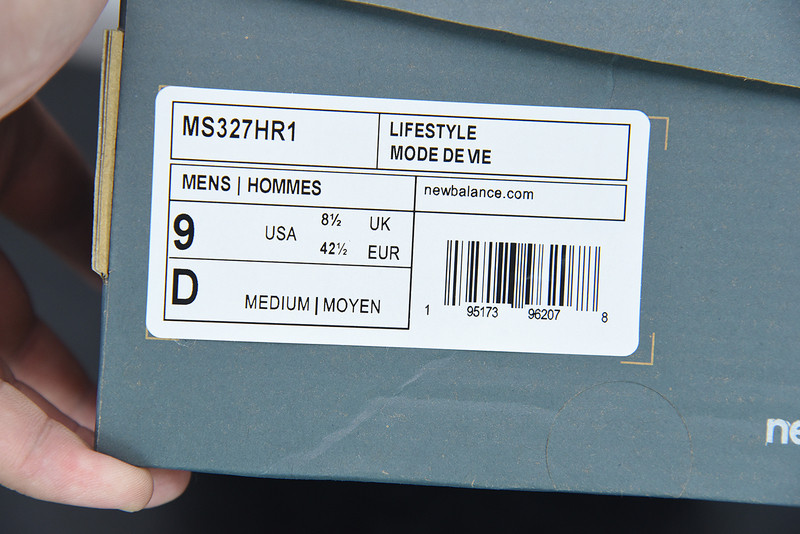 MS327HR1
LIFESTYLE
MODE DE VIE
MENS | HOMMES
newbalance.com
9
USA
8½ UK
42½ EUR
D
MEDIUM | MOYEN
1 95173 96207 8
ne